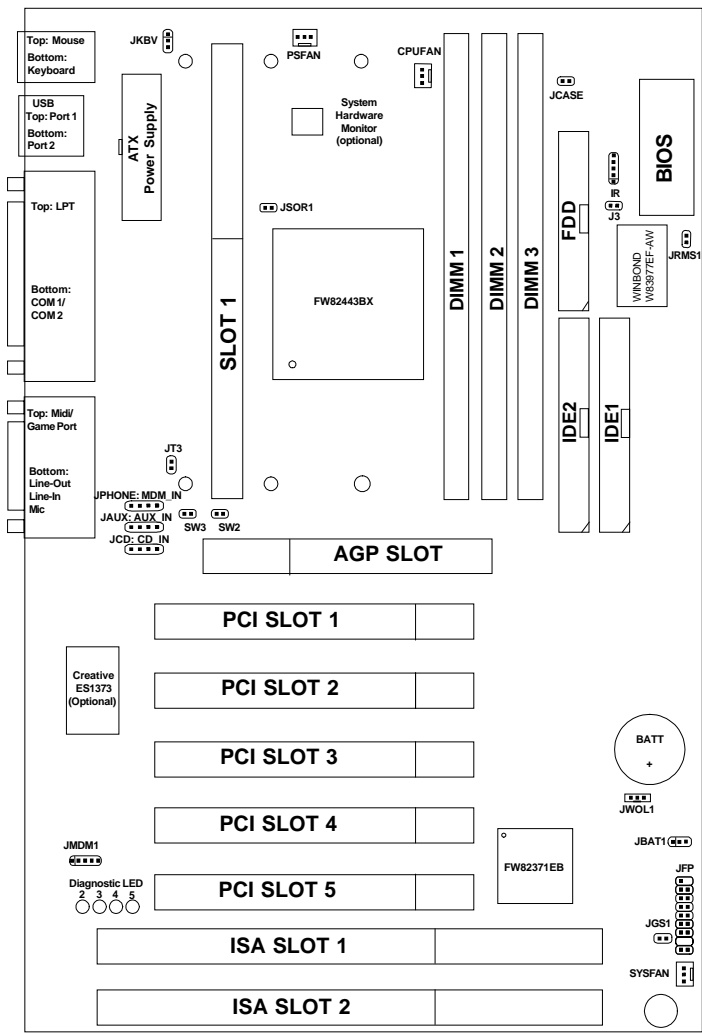 Top: Mouse
Bottom:
Keyboard
JKBV
PSFAN
CPUFAN
USB
Top: Port 1
Bottom:
Port 2
ATX
Power Supply
System
Hardware
Monitor
(optional)
JCASE
BIOS
IR
J3
JRMS1
FDD
WINBOND
W83977EF-AW
Top: LPT
Bottom:
COM 1/
COM 2
JSOR1
SLOT 1
FW82443BX
DIMM 1
DIMM 2
DIMM 3
IDE2
IDE1
Top: Midi/
Game Port
Bottom:
Line-Out
Line-In
Mic
JT3
JPHONE: MDM_IN
JAUX: AUX_IN
JCD: CD_IN
SW3
SW2
AGP SLOT
PCI SLOT 1
Creative
ES1373
(Optional)
PCI SLOT 2
PCI SLOT 3
BATT
+
JWOL1
PCI SLOT 4
JMDM1
FW82371EB
JBAT1
Diagnostic LED
2 3 4 5
PCI SLOT 5
JFP
JGS1
ISA SLOT 1
SYSFAN
ISA SLOT 2